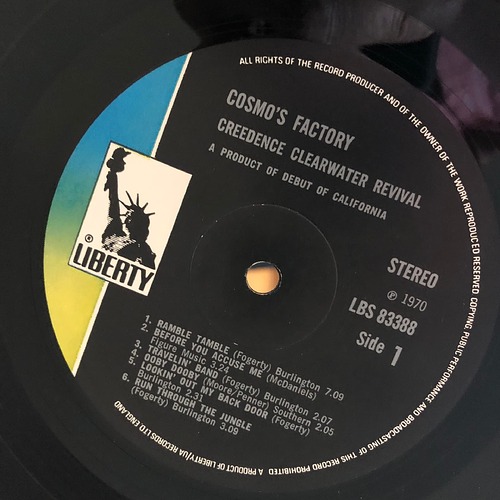 ALL RIGHTS OF THE RECORD PRODUCER AND OF THE OWNER OF THE WORK REPRODUCED RESERVED COPYING, PUBLIC PERFORMANCE AND BROADCASTING OF THIS RECORD PROHIBITED A PRODUCT OF LIBERTY/UA RECORDS LTD ENGLAND
COSMO'S FACTORY
CREEDENCE CLEARWATER REVIVAL
A PRODUCT OF DEBUT OF CALIFORNIA
®
LIBERTY
STEREO
℗ 1970
LBS 83388
Side 1
1. RAMBLE TAMBLE (Fogerty) Burlington 7.09
2. BEFORE YOU ACCUSE ME (McDaniels)
Figure Music 3.24
3. TRAVELIN' BAND (Fogerty) Burlington 2.07
4. OOBY DOOBY (Moore/Penner) Southern 2.05
5. LOOKIN' OUT MY BACK DOOR (Fogerty)
Burlington 2.31
6. RUN THROUGH THE JUNGLE
(Fogerty) Burlington 3.09